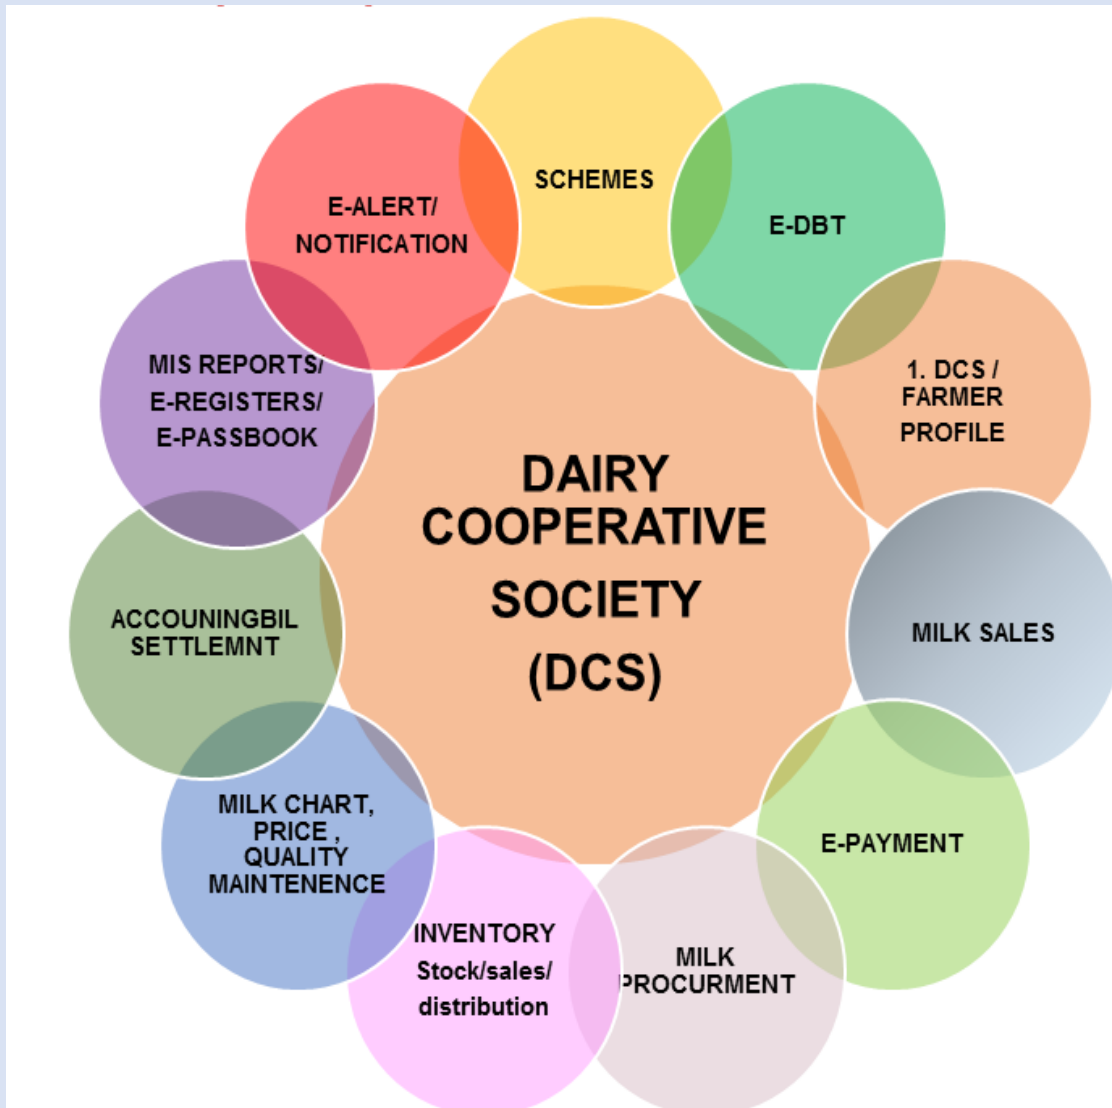 SCHEMES
E-DBT
1. DCS /
FARMER
PROFILE
MILK SALES
E-PAYMENT
MILK
PROCURMENT
INVENTORY
Stock/sales/
distribution
MILK CHART,
PRICE ,
QUALITY
MAINTENENCE
ACCOUNINGBIL
SETTLEMNT
MIS REPORTS/
E-REGISTERS/
E-PASSBOOK
E-ALERT/
NOTIFICATION
DAIRY
COOPERATIVE
SOCIETY
(DCS)